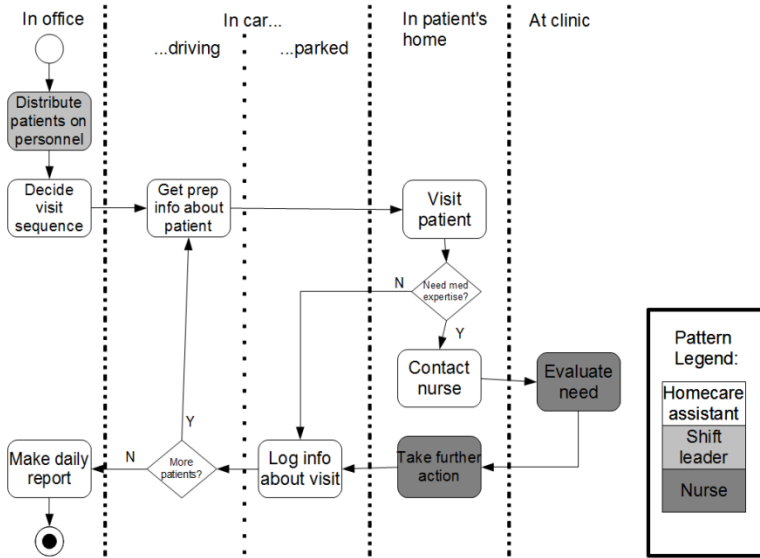 In office
In car...
In patient's
home
At clinic
...driving
...parked
Distribute
patients on
personnel
Decide
visit
sequence
Get prep
info about
patient
Visit
patient
Need med
expertise?
N
Y
Contact
nurse
Evaluate
need
Take further
action
Log info
about visit
More
patients?
Y
N
Make daily
report
Pattern
Legend:
Homecare
assistant
Shift
leader
Nurse